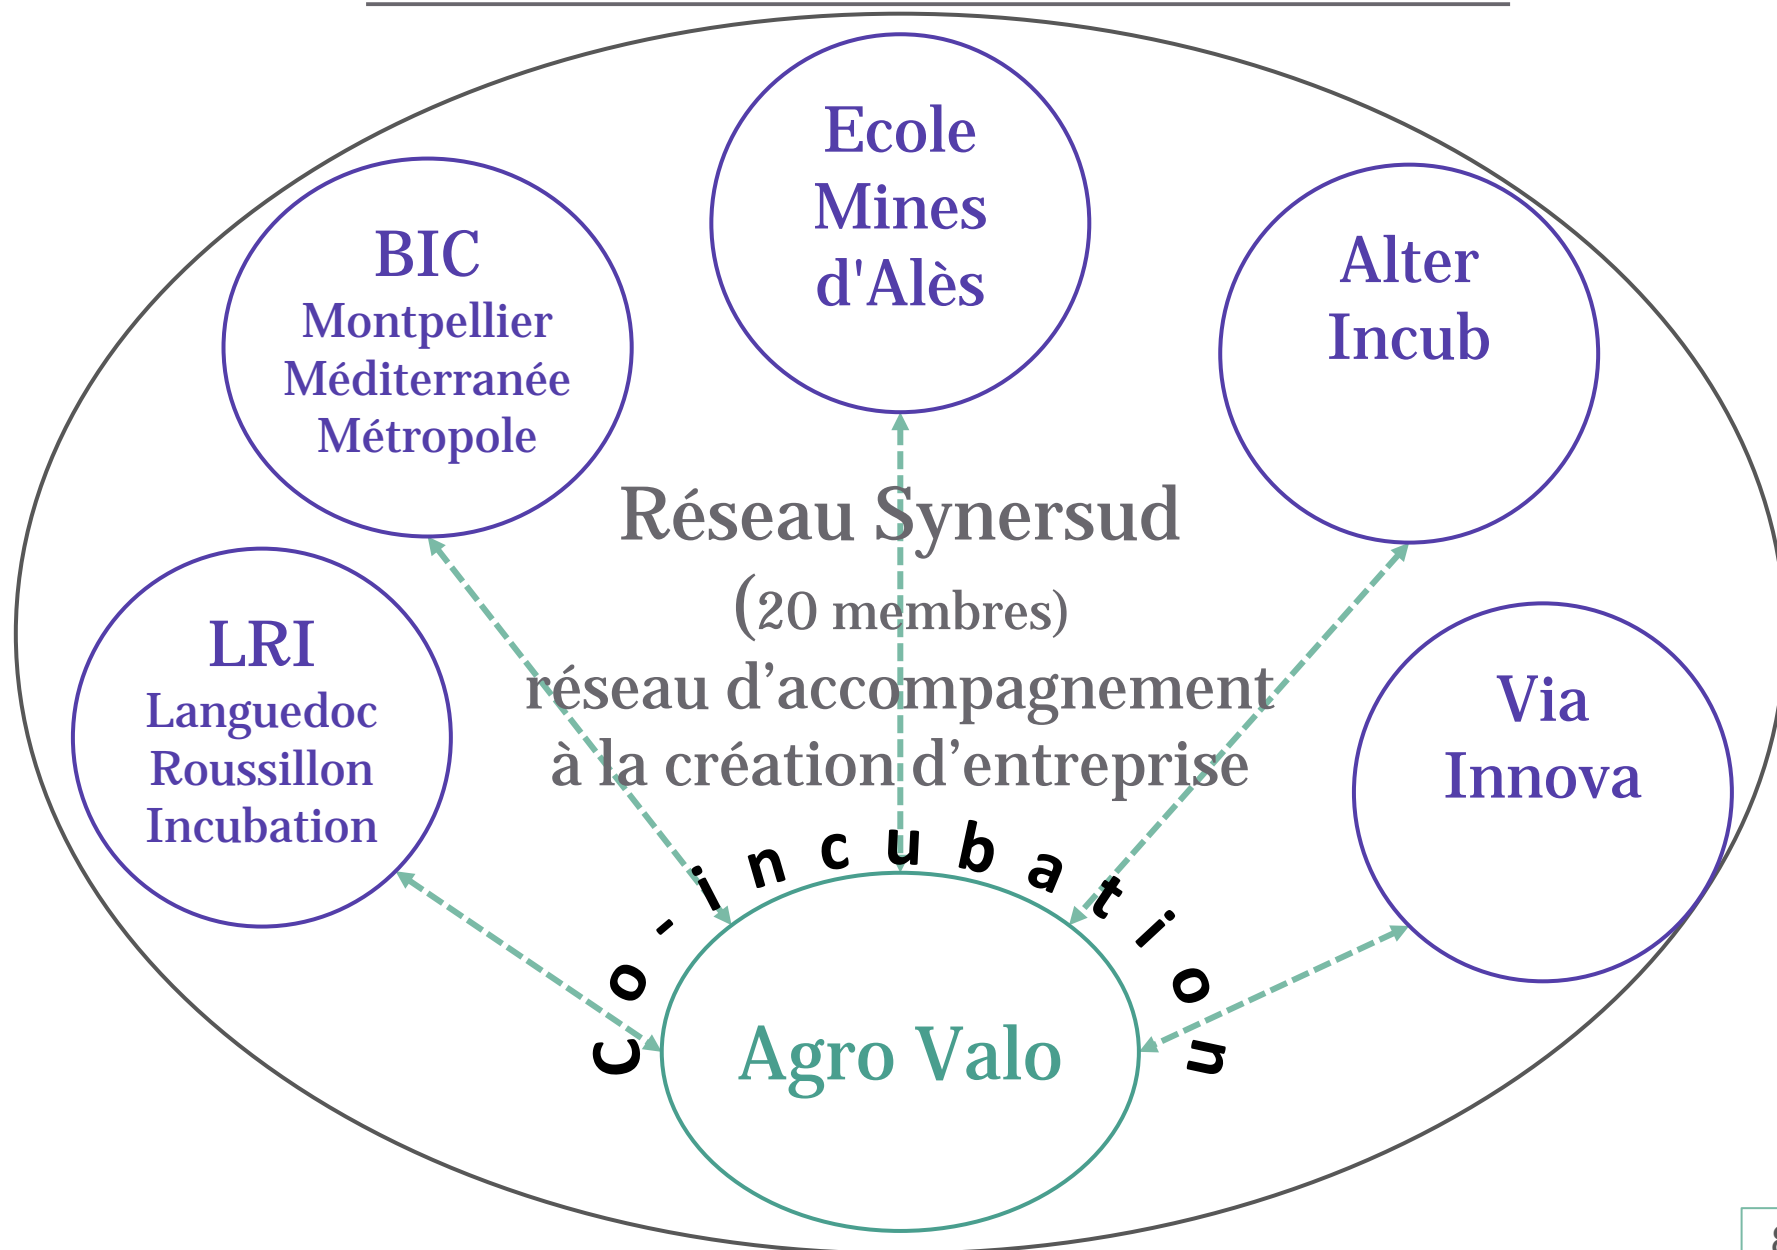 Ecole
Mines
d'Alès
BIC
Montpellier
Méditerranée
Métropole
Alter
Incub
Réseau Synersud
(20 membres)
réseau d’accompagnement
à la création d’entreprise
LRI
Languedoc
Roussillon
Incubation
Via
Innova
Co-incubation
Agro Valo